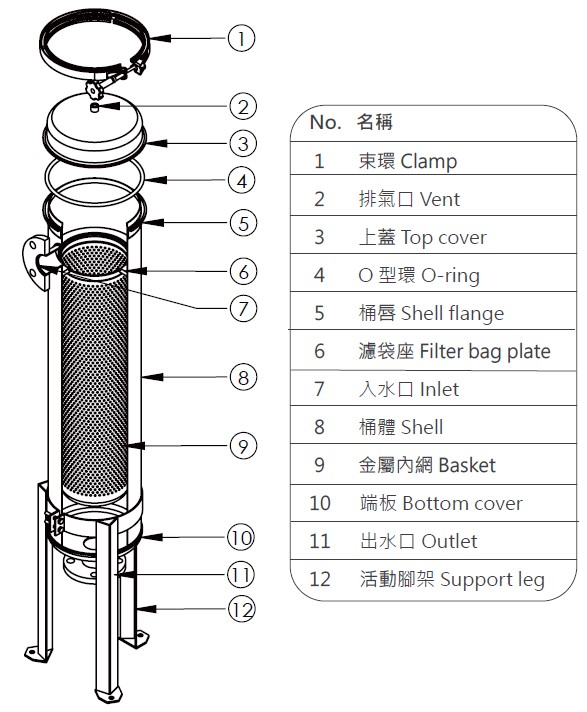 1
2
3
4
5
6
7
8
9
10
11
12
No. 名稱
1 束環 Clamp
2 排氣口 Vent
3 上蓋 Top cover
4 O 型環 O-ring
5 桶唇 Shell flange
6 濾袋座 Filter bag plate
7 入水口 Inlet
8 桶體 Shell
9 金屬內網 Basket
10 端板 Bottom cover
11 出水口 Outlet
12 活動腳架 Support leg